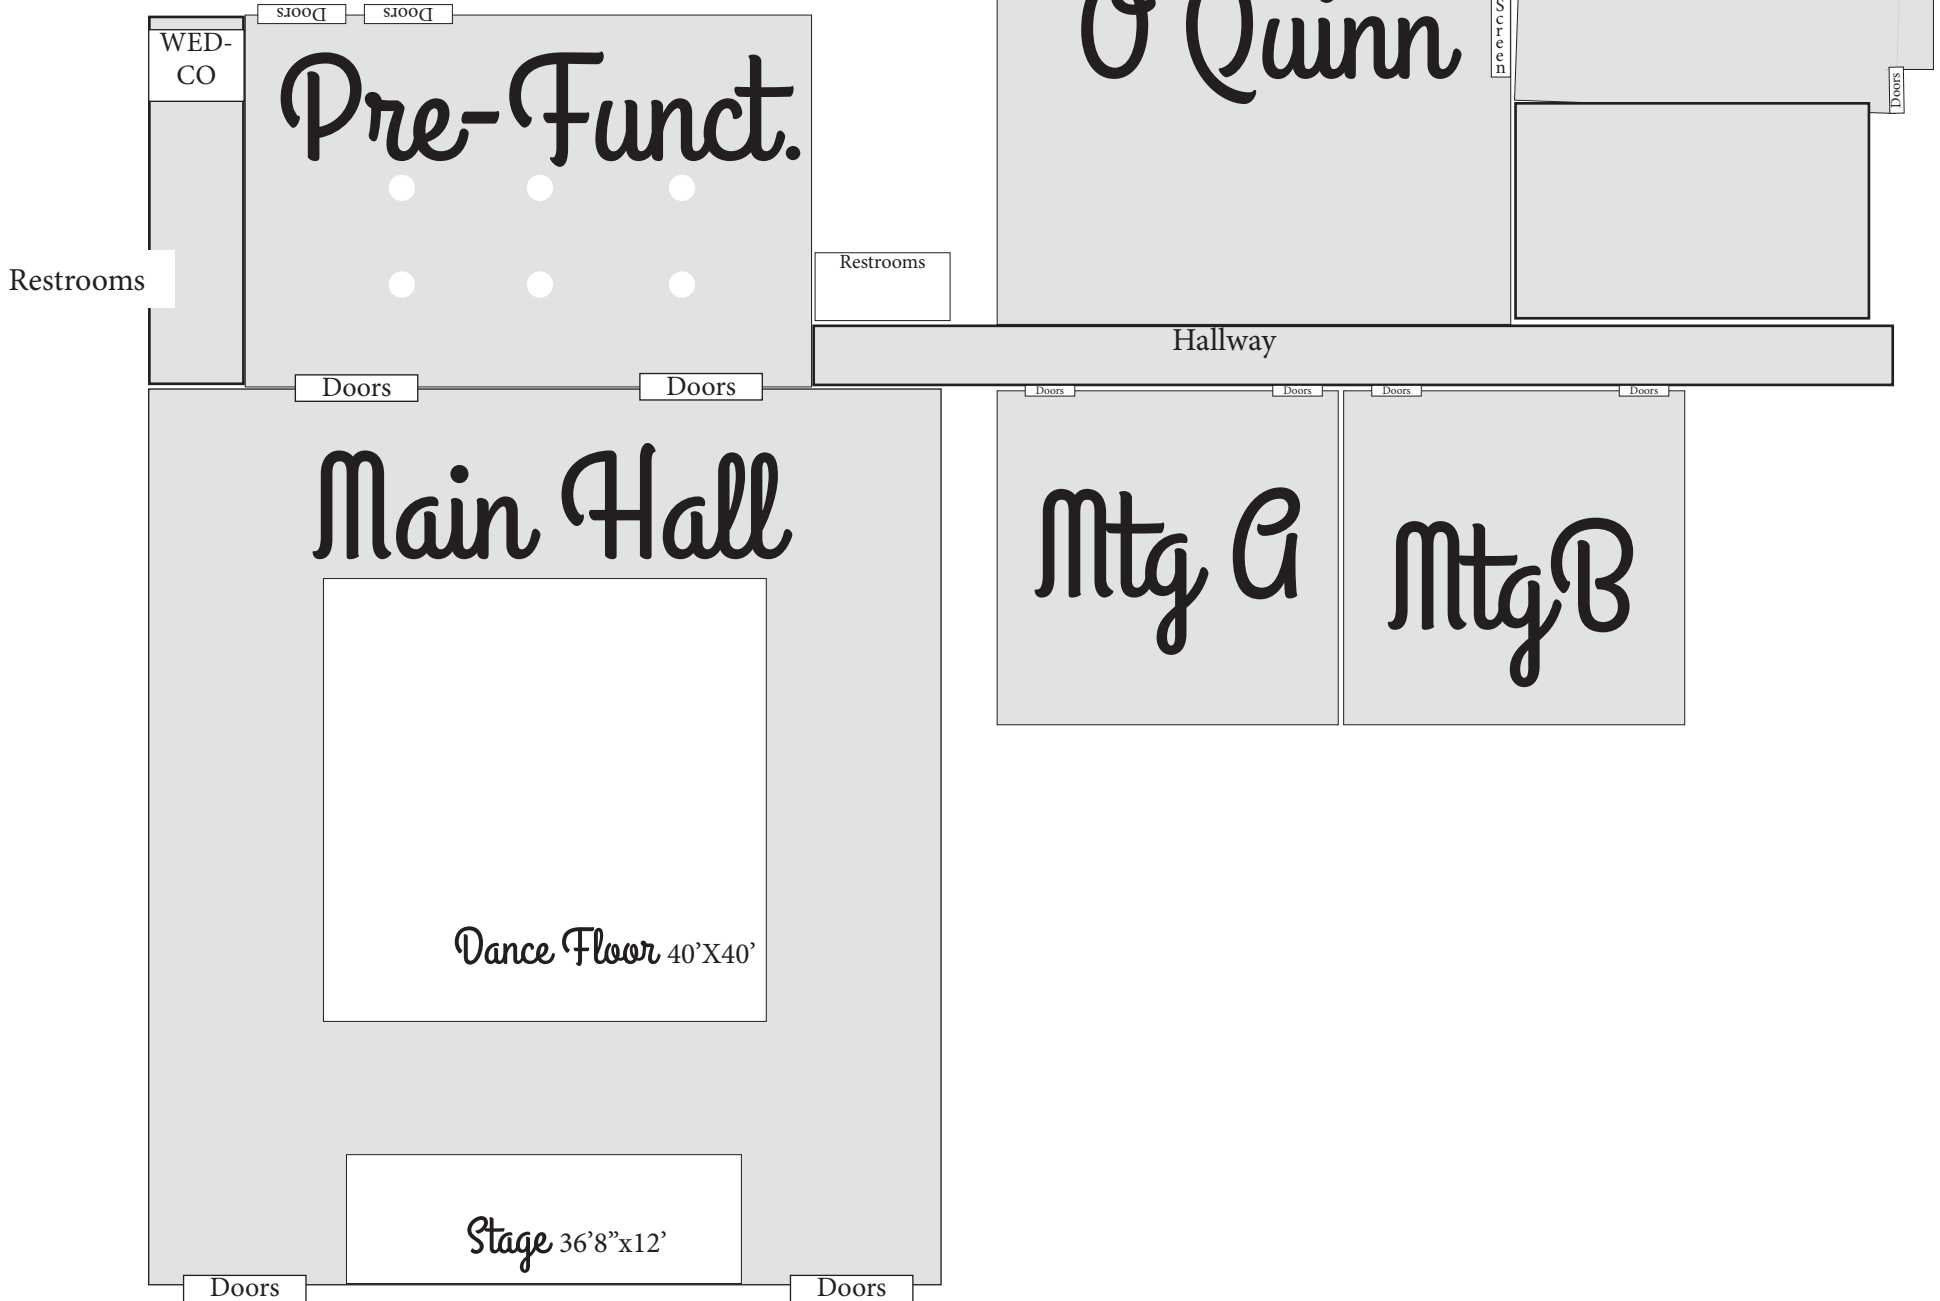 Doors
Doors
WED-
CO
Pre-Funct.
O'Quinn
Screen
Doors
Restrooms
Restrooms
Hallway
Doors
Doors
Doors
Doors
Doors
Doors
Main Hall
Mtg A
Mtg B
Dance Floor 40’X40’
Stage 36’8”x12’
Doors
Doors